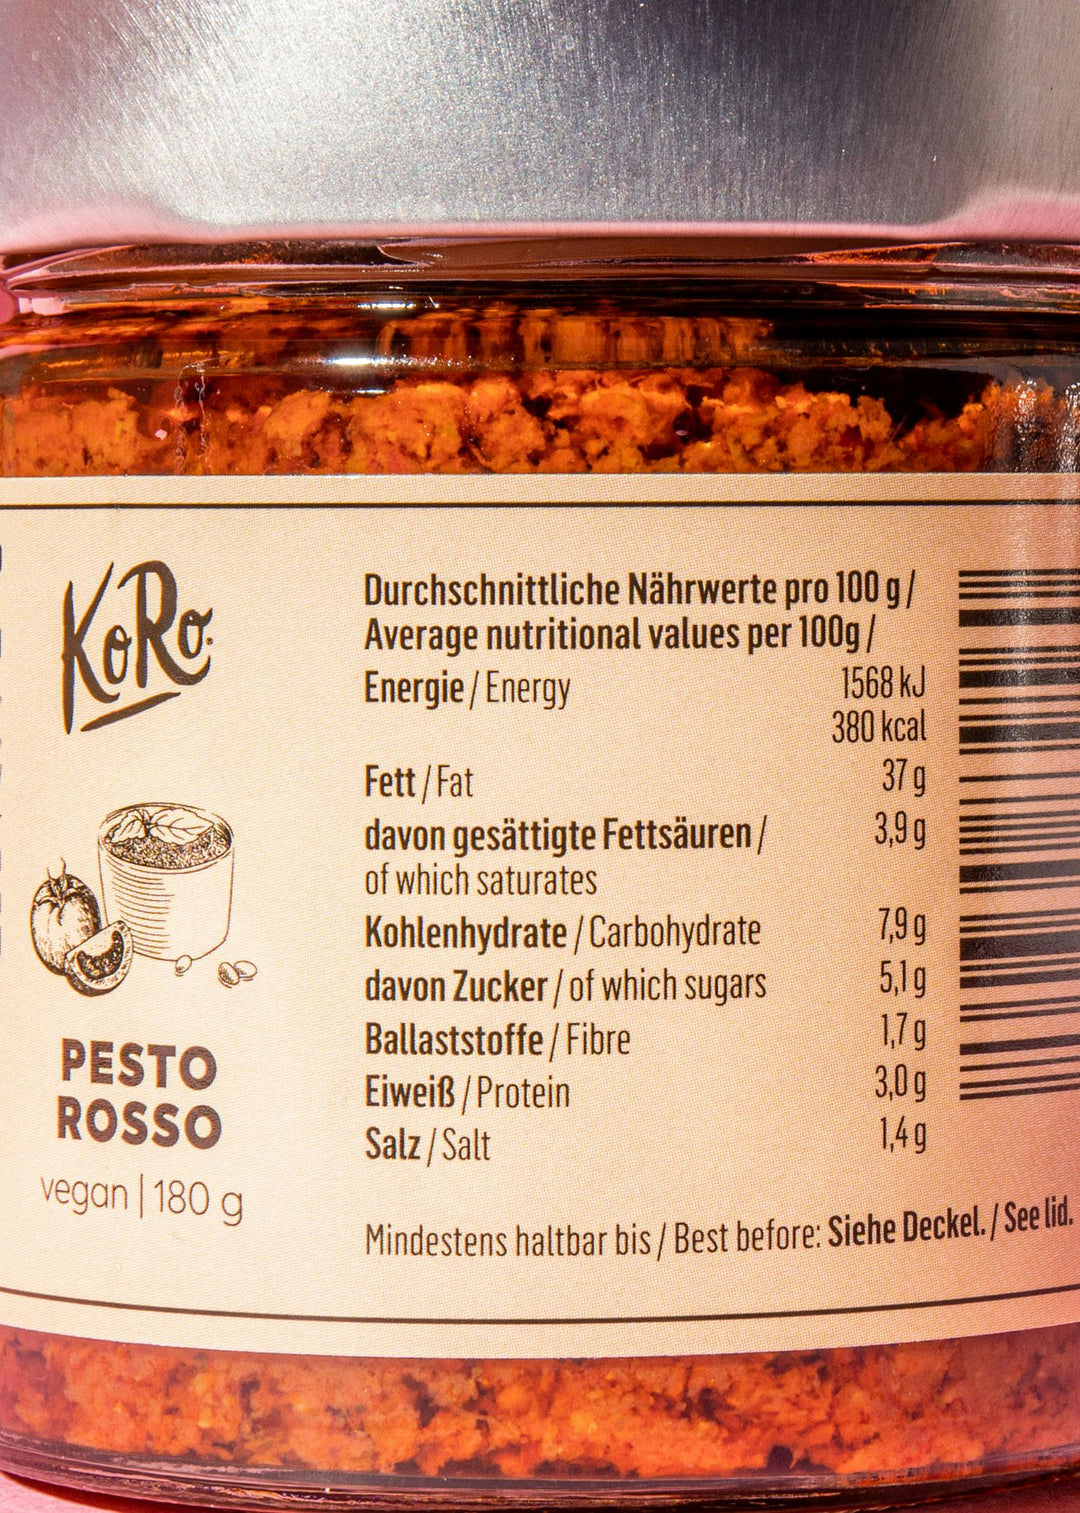 KoRo
PESTO
ROSSO
vegan | 180 g
Durchschnittliche Nährwerte pro 100 g /
Average nutritional values per 100g /
Energie / Energy 1568 kJ
380 kcal
Fett / Fat 37 g
davon gesättigte Fettsäuren / 3,9 g
of which saturates
Kohlenhydrate / Carbohydrate 7,9 g
davon Zucker / of which sugars 5,1 g
Ballaststoffe / Fibre 1,7 g
Eiweiß / Protein 3,0 g
Salz / Salt 1,4 g
Mindestens haltbar bis / Best before: Siehe Deckel. / See lid.